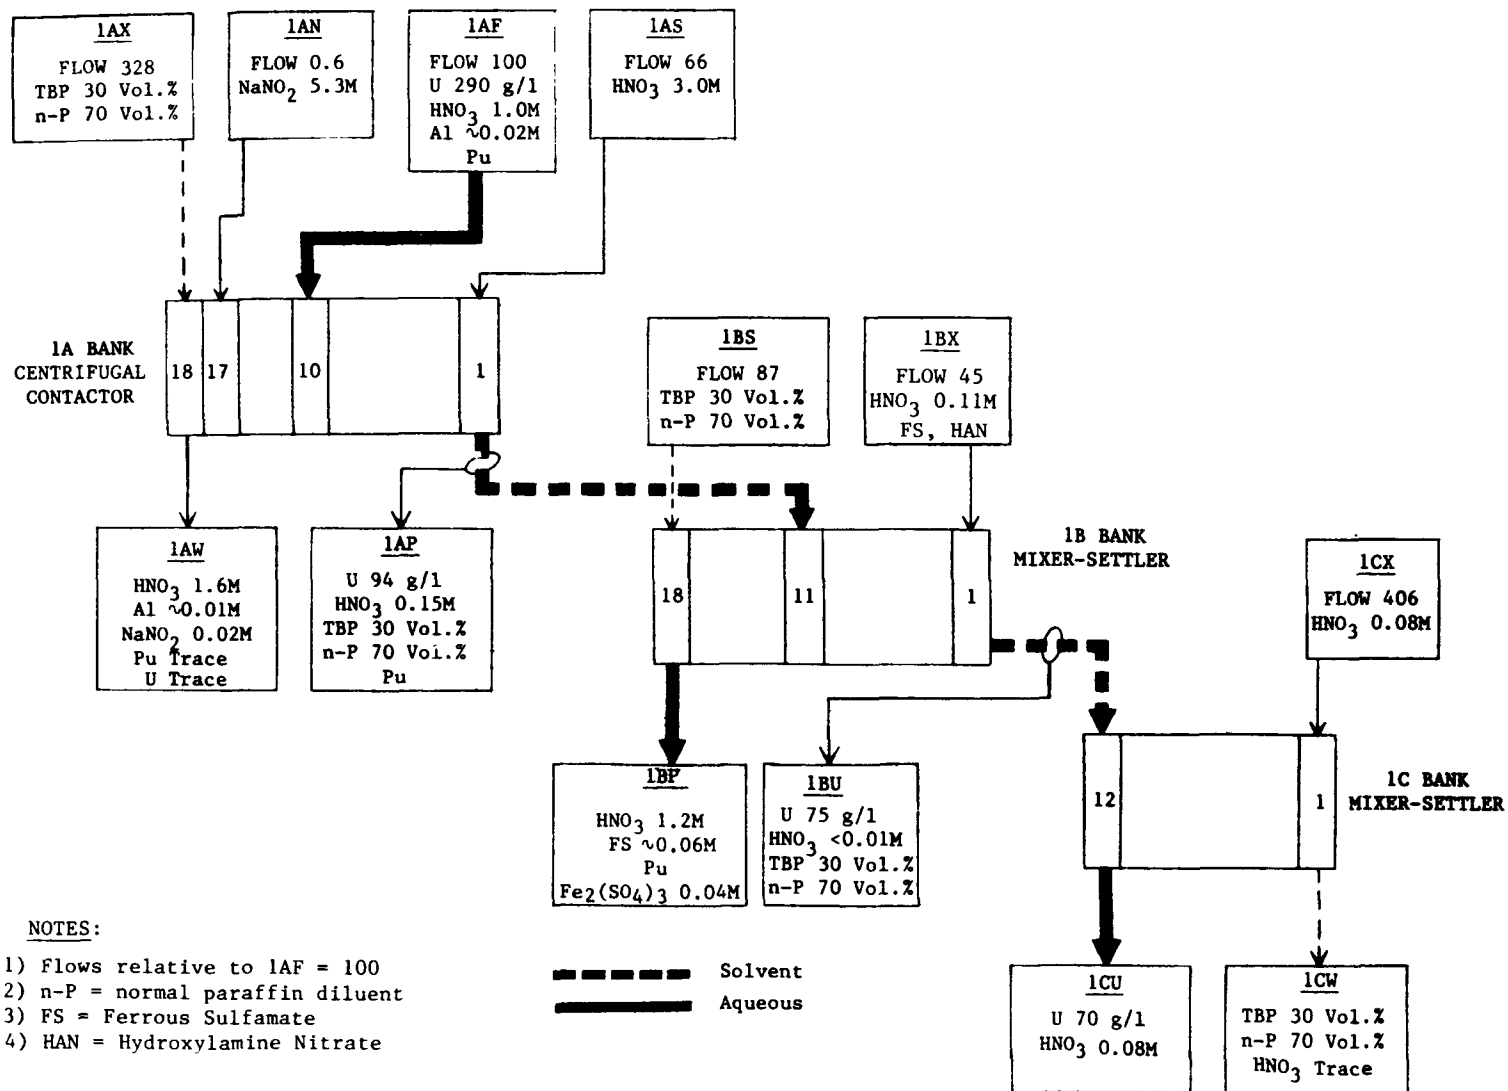 1AX
FLOW 328
TBP 30 Vol.%
n-P 70 Vol.%
1AN
FLOW 0.6
NaNO2 5.3M
1AF
FLOW 100
U 290 g/l
HNO3 1.0M
Al ~0.02M
Pu
1AS
FLOW 66
HNO3 3.0M
1A BANK
CENTRIFUGAL
CONTACTOR
18 17 10 1
1BS
FLOW 87
TBP 30 Vol.%
n-P 70 Vol.%
1BX
FLOW 45
HNO3 0.11M
FS, HAN
1AW
HNO3 1.6M
Al ~0.01M
NaNO2 0.02M
Pu Trace
U Trace
1AP
U 94 g/l
HNO3 0.15M
TBP 30 Vol.%
n-P 70 Vol.%
Pu
18 11 1
1B BANK
MIXER-SETTLER
1CX
FLOW 406
HNO3 0.08M
1BP
HNO3 1.2M
FS ~0.06M
Pu
Fe2(SO4)3 0.04M
1BU
U 75 g/l
HNO3 <0.01M
TBP 30 Vol.%
n-P 70 Vol.%
12 1
1C BANK
MIXER-SETTLER
NOTES:
1) Flows relative to 1AF = 100
2) n-P = normal paraffin diluent
3) FS = Ferrous Sulfamate
4) HAN = Hydroxylamine Nitrate
Solvent
Aqueous
1CU
U 70 g/l
HNO3 0.08M
1CW
TBP 30 Vol.%
n-P 70 Vol.%
HNO3 Trace